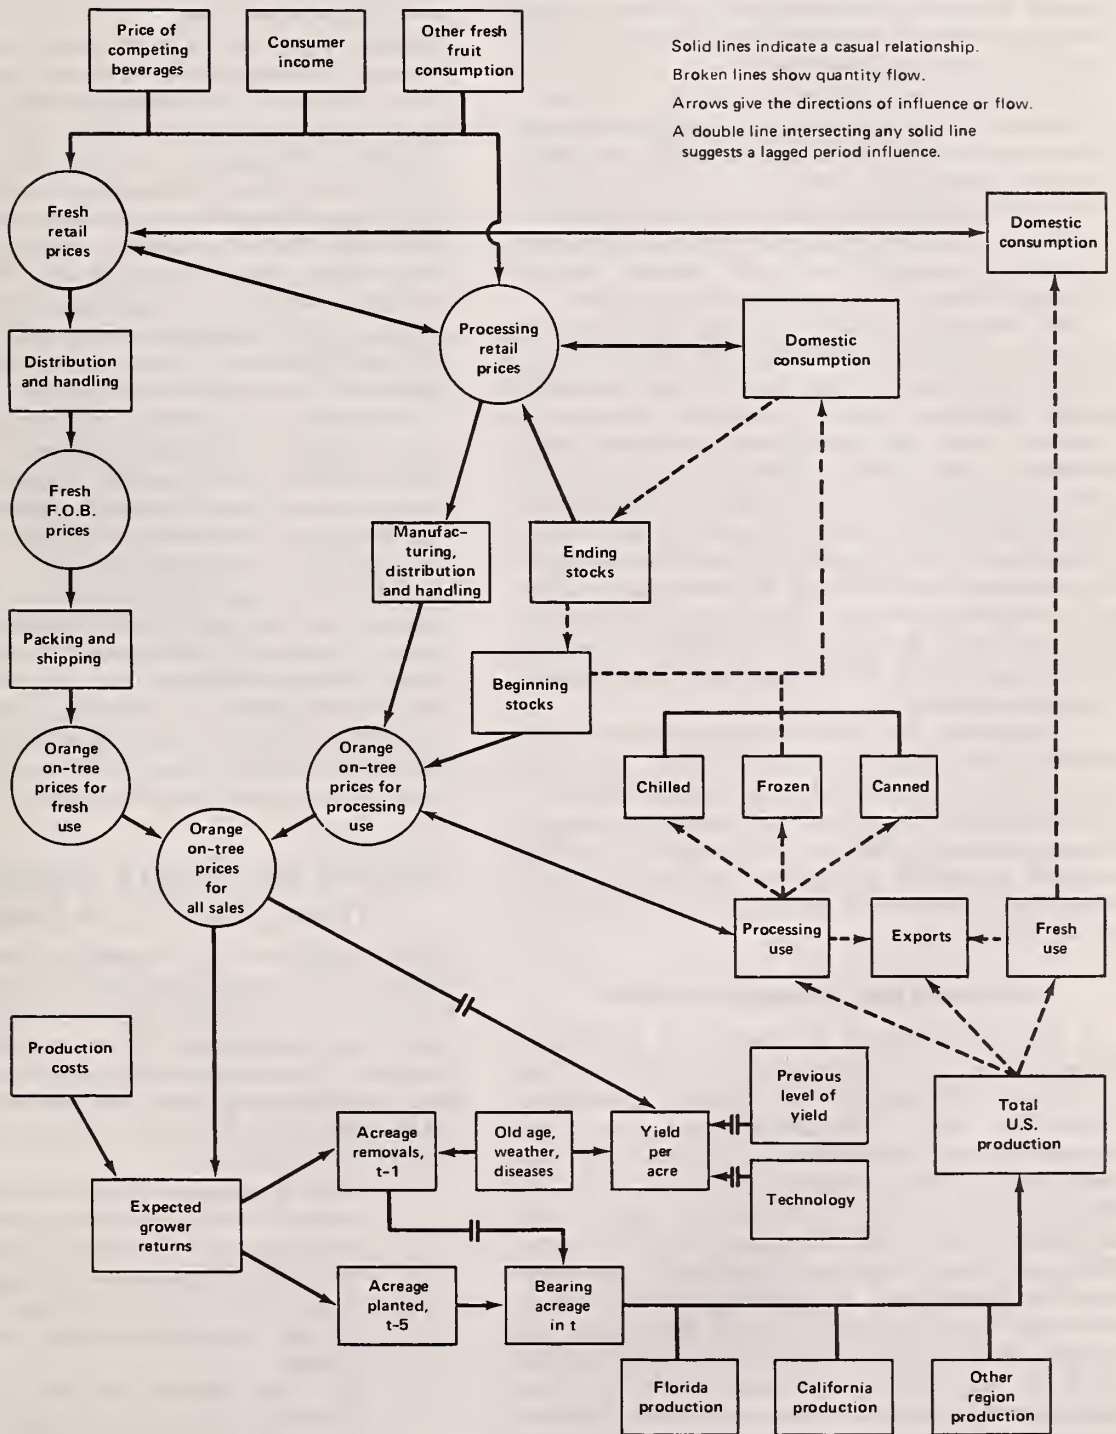 Price of
competing
beverages
Consumer
income
Other fresh
fruit
consumption
Solid lines indicate a casual relationship.
Broken lines show quantity flow.
Arrows give the directions of influence or flow.
A double line intersecting any solid line
suggests a lagged period influence.
Fresh
retail
prices
Domestic
consumption
Processing
retail
prices
Domestic
consumption
Distribution
and handling
Fresh
F.O.B.
prices
Manufac-
turing,
distribution
and handling
Ending
stocks
Packing and
shipping
Beginning
stocks
Orange
on-tree
prices for
fresh
use
Orange
on-tree
prices for
processing
use
Chilled
Frozen
Canned
Orange
on-tree
prices
for
all sales
Processing
use
Exports
Fresh
use
Production
costs
Previous
level of
yield
Total
U.S.
production
Acreage
removals,
t-1
Old age,
weather,
diseases
Yield
per
acre
Technology
Expected
grower
returns
Acreage
planted,
t-5
Bearing
acreage
in t
Florida
production
California
production
Other
region
production